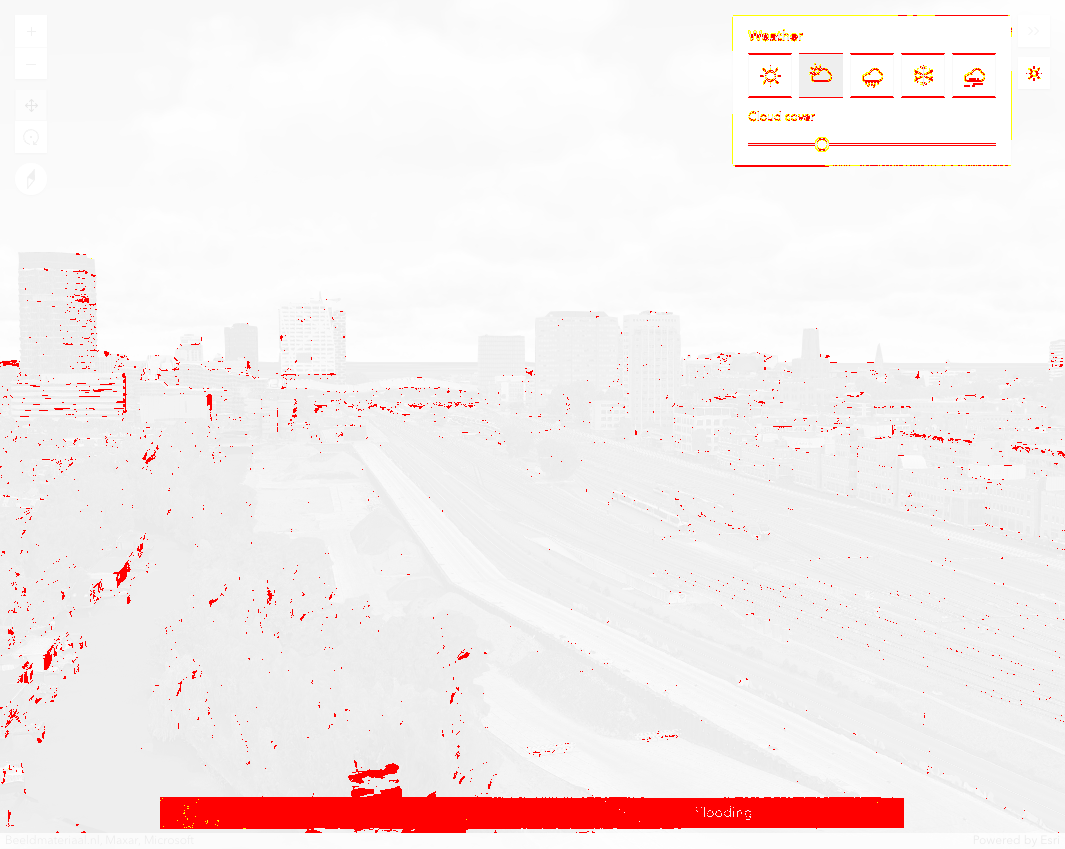 Weather
Cloud cover
flooding
Beeldmateriaal.nl, Maxar, Microsoft
Powered by Esri